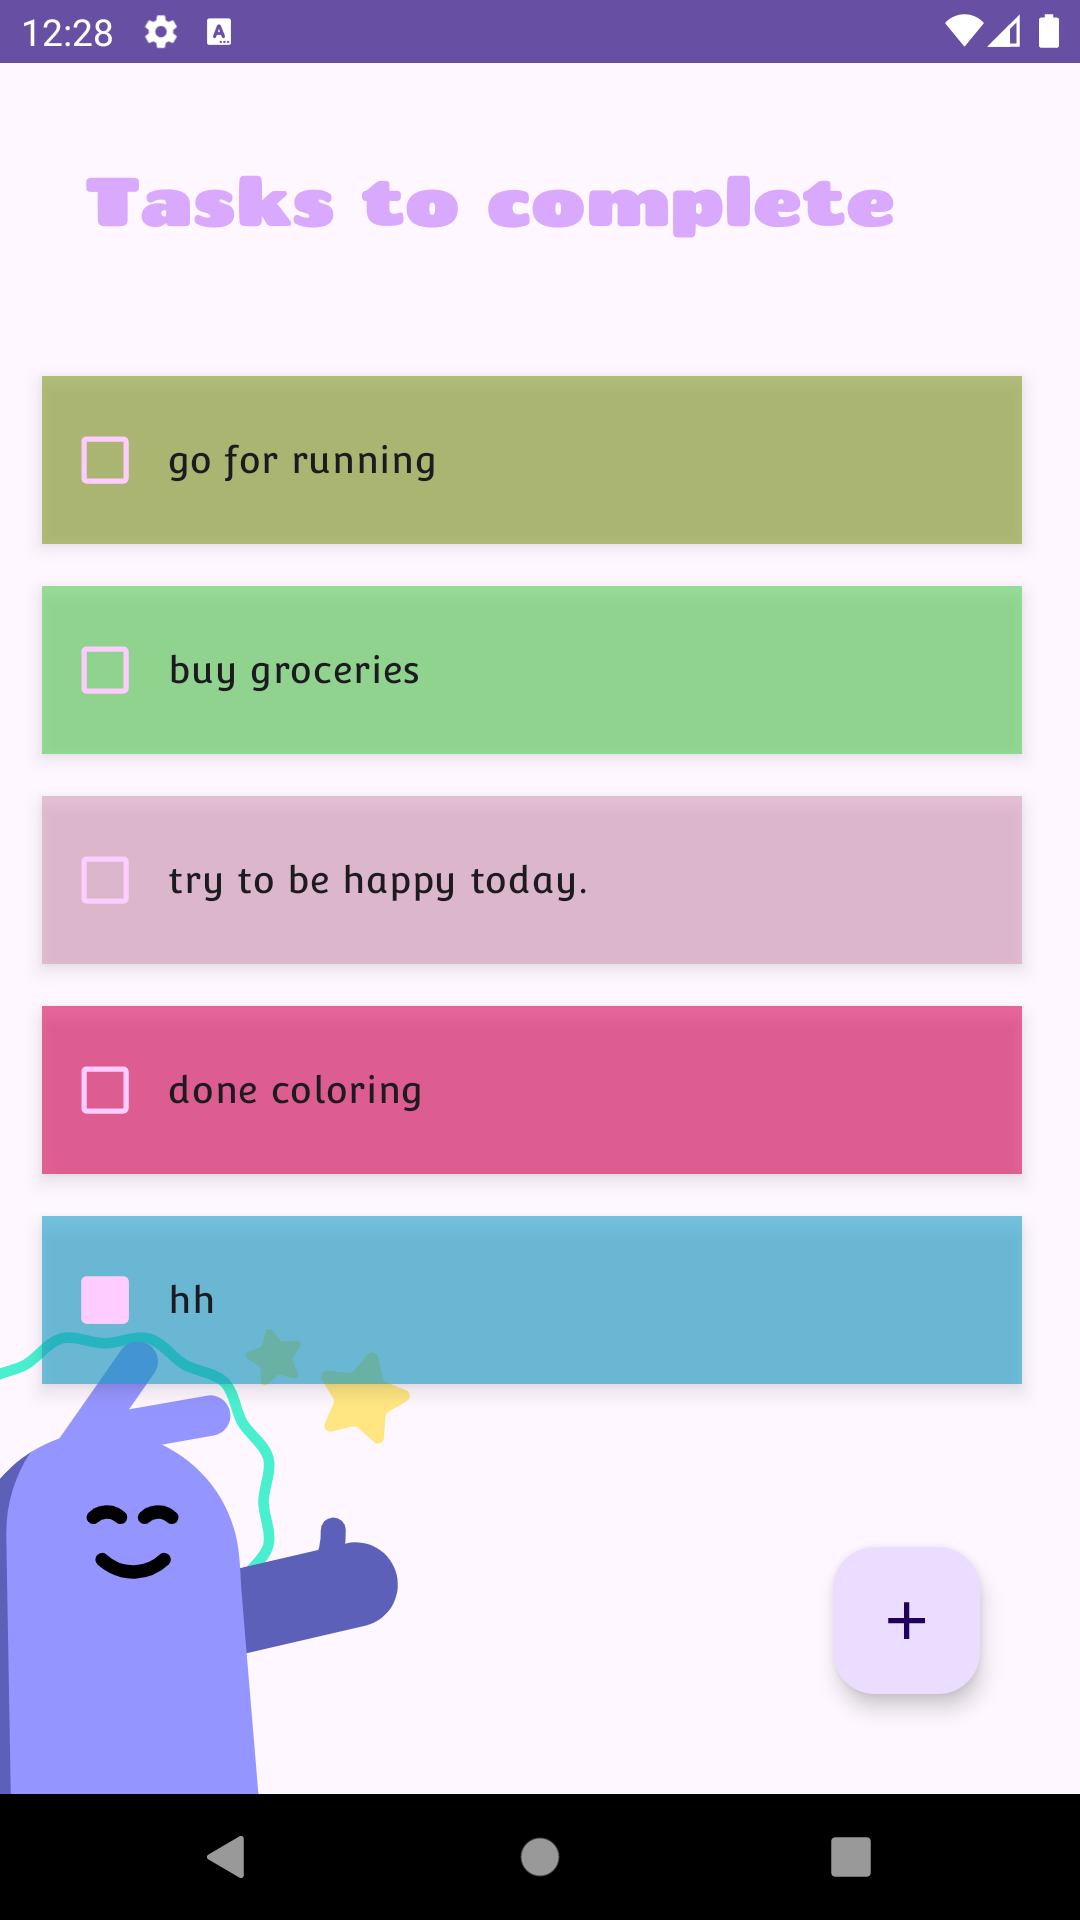 12:28
Tasks to complete
go for running
buy groceries
try to be happy today.
done coloring
hh